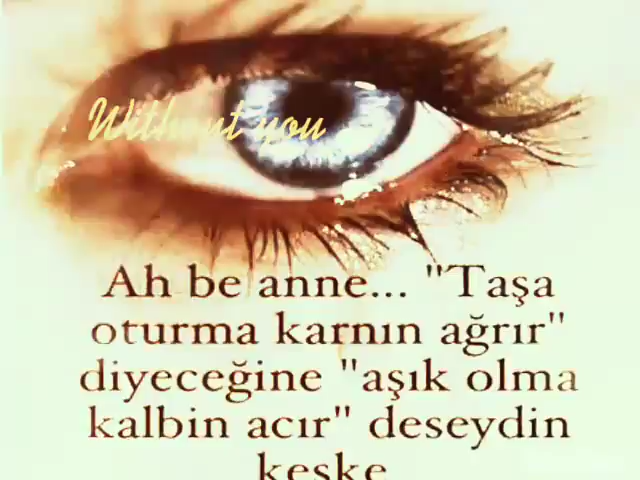 Without you
Ah be anne... "Taşa
oturma karnın ağrır"
diyeceğine "aşık olma
kalbin acır" deseydin
keşke